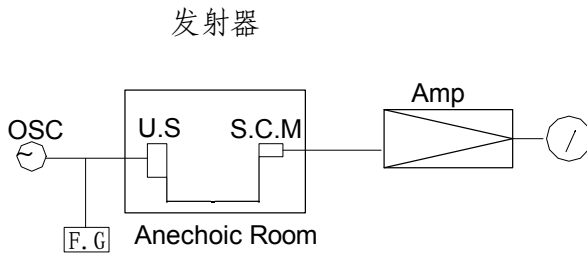 发射器
Amp
OSC
U.S
S.C.M
F.G
Anechoic Room